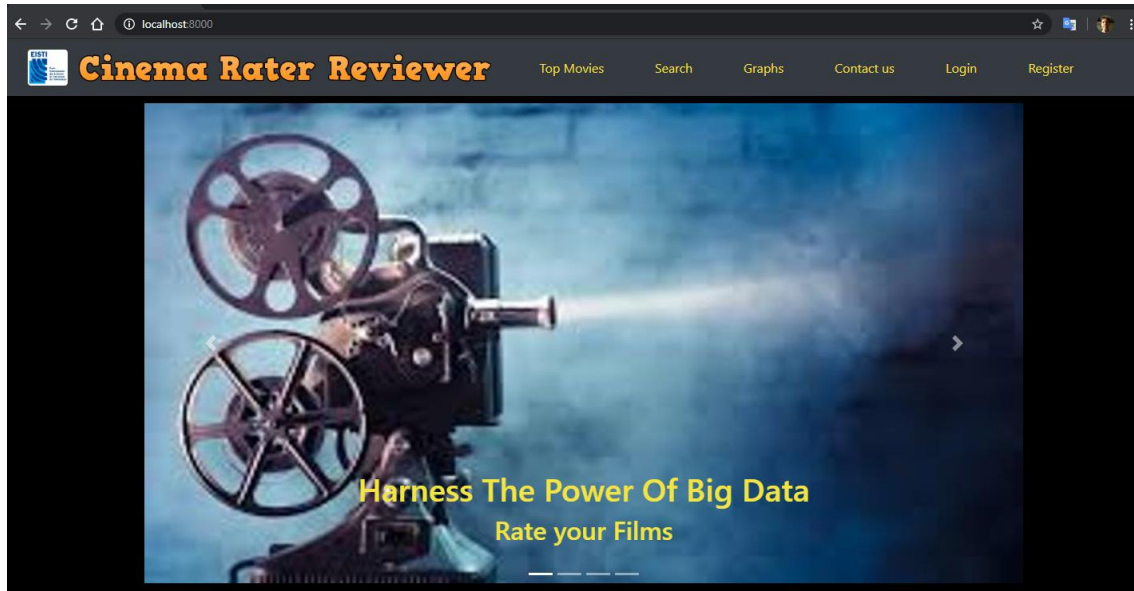 localhost:8000
EISTI
Cinema Rater Reviewer
Top Movies
Search
Graphs
Contact us
Login
Register
Harness The Power Of Big Data
Rate your Films